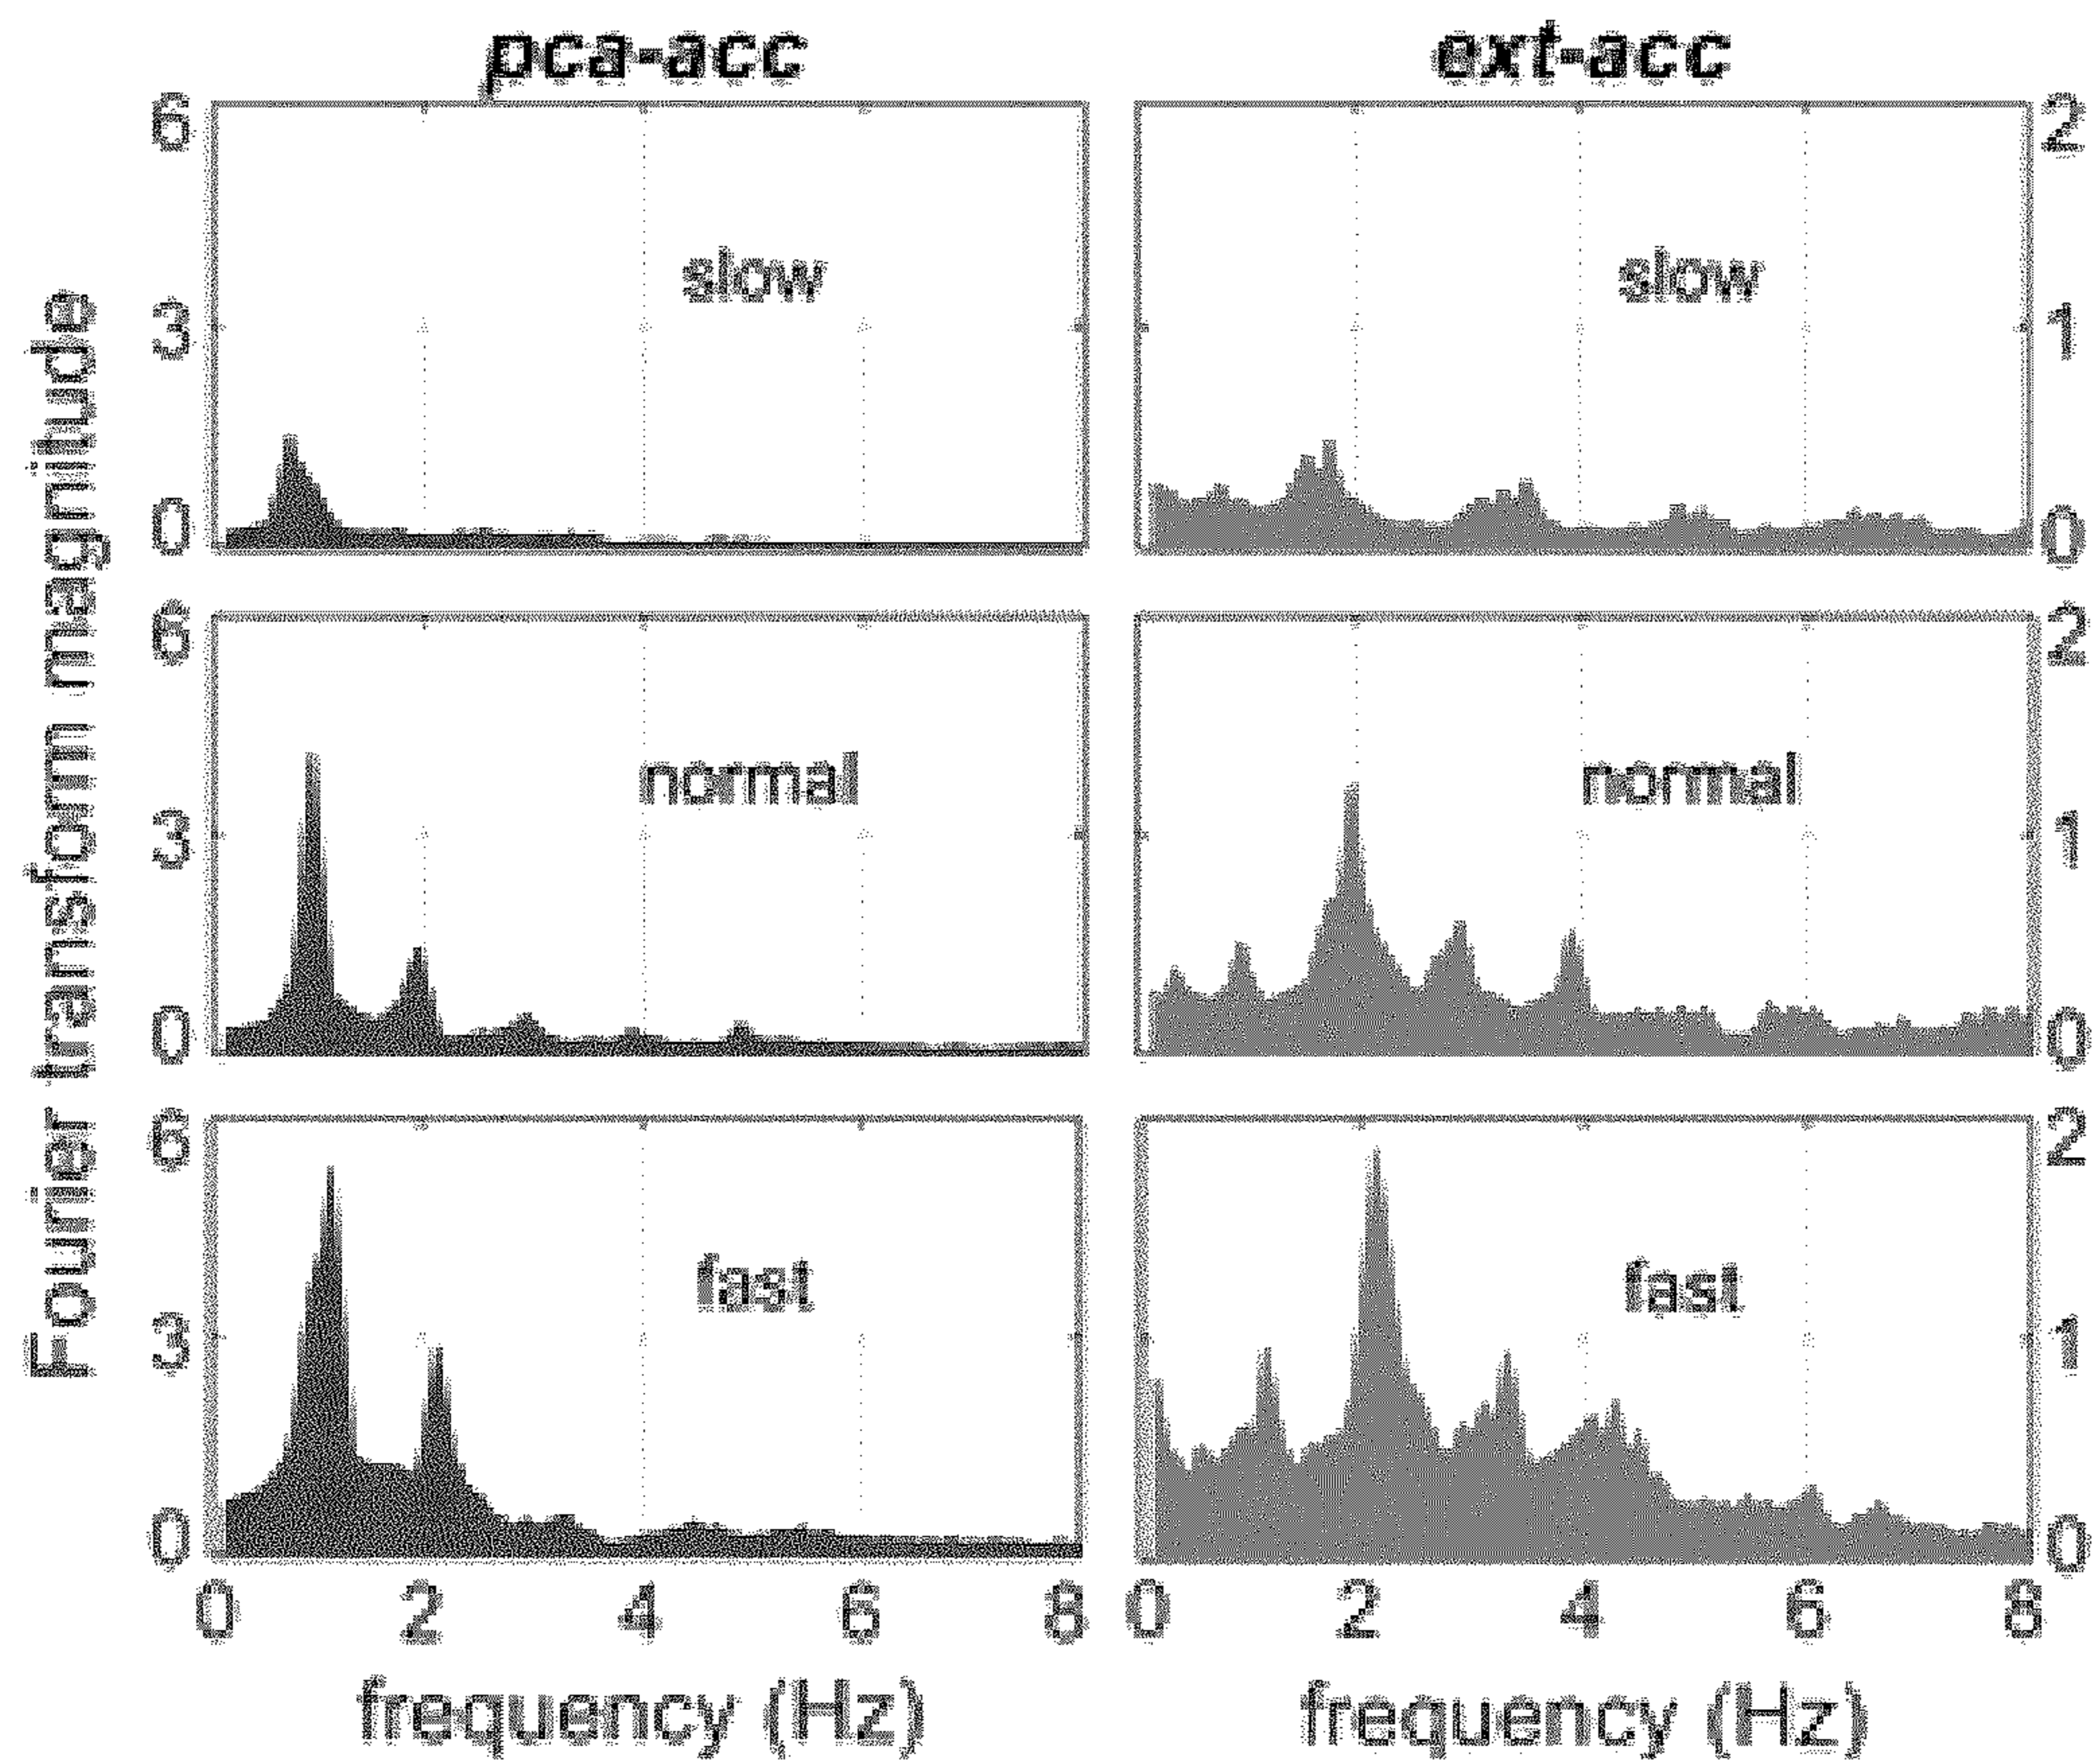 pca-acc ext-acc
6 2
slow slow
3 1
0 0
6 2
normal normal
3 1
0 0
6 2
fast fast
3 1
0 0
0 2 4 6 8 0 2 4 6 8
frequency (Hz) frequency (Hz)
Fourier transform magnitude